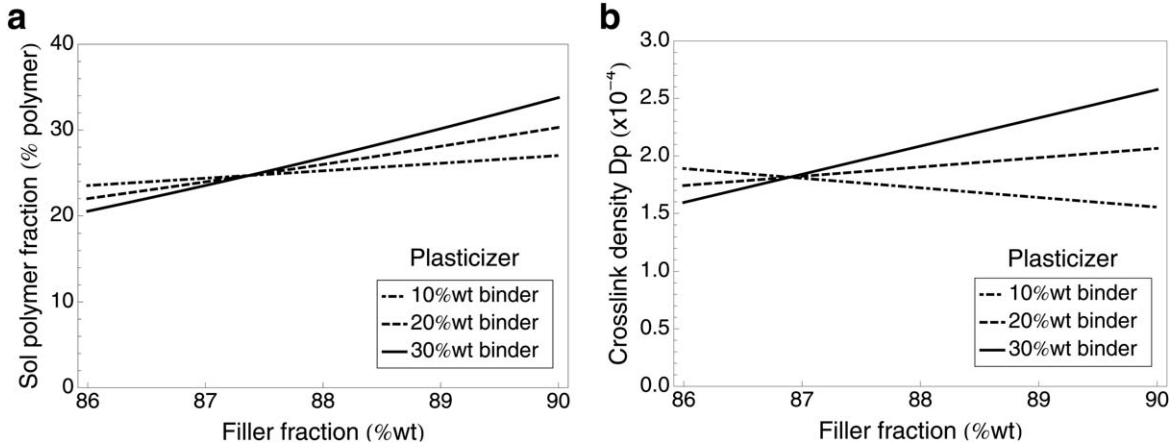 a
Sol polymer fraction (% polymer)
40
30
20
10
0
Plasticizer
10%wt binder
20%wt binder
30%wt binder
86 87 88 89 90
Filler fraction (%wt)
b
Crosslink density Dp (x10⁻⁴)
3.0
2.5
2.0
1.5
1.0
0.5
0.0
Plasticizer
10%wt binder
20%wt binder
30%wt binder
86 87 88 89 90
Filler fraction (%wt)